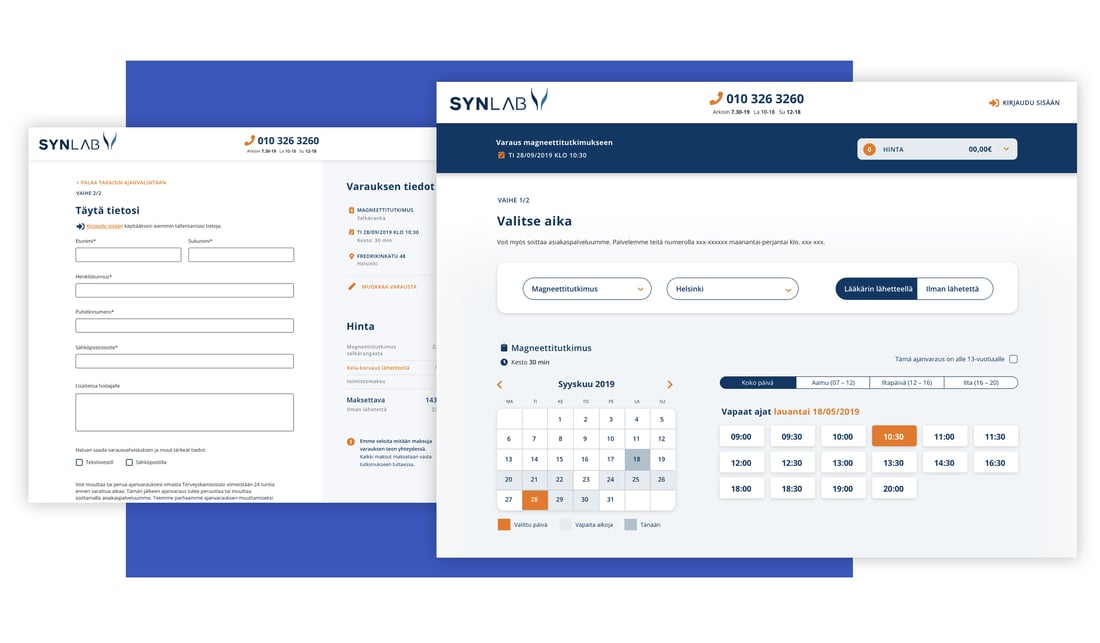 SYNLAB
010 326 3260
Arkisin 7.30-19 La 10-18 Su 12-18
> PALAA TAKAISIN AJANVALINTAAN
VAIHE 2/2
Täytä tietosi
Kirjaudu sisään käyttääksesi aiemmin tallentamiasi tietoja.
Etunimi* Sukunimi*
Henkilötunnus*
Puhelinnumero*
Sähköpostiosoite*
Lisätietoa hoitajalle
Haluan saada varausvahvistuksen ja muut tärkeät tiedot:
Tekstiviesti Sähköpostilla
Voit muuttaa tai perua ajanvarauksesi omasta Terveyskansiostasi viimeistään 24 tuntia
ennen varattua aikaa. Tämän jälkeen ajanvaraus tulee peruuttaa tai muuttaa
soittamalla asiakaspalveluumme. Teemme parhaamme ajanvarauksen muuttamiseksi
Varauksen tiedot
MAGNEETTITUTKIMUS
Selkäranka
TI 28/09/2019 KLO 10:30
Kesto: 30 min
FREDRIKINKATU 48
Helsinki
MUOKKAA VARAUSTA
Hinta
Magneettitutkimus
selkärangasta
Kela-korvaus lähetteellä
toimistomaksu
Maksettava 143
Ilman lähetettä
Emme veloita mitään maksuja
varauksen teon yhteydessä.
Kaikki maksut maksetaan vasta
tutkimukseen tultaessa.
SYNLAB
010 326 3260
Arkisin 7.30-19 La 10-18 Su 12-18
KIRJAUDU SISÄÄN
Varaus magneettitutkimukseen
TI 28/09/2019 KLO 10:30
0 HINTA 00,00€
VAIHE 1/2
Valitse aika
Voit myös soittaa asiakaspalveluumme. Palvelemme teitä numerolla xxx-xxxxxx maanantai-perjantai klo. xxx-xxx.
Magneettitutkimus Helsinki Lääkärin lähetteellä Ilman lähetettä
Magneettitutkimus
Kesto 30 min
Syyskuu 2019
MA TI KE TO PE LA SU
1 2 3 4 5
6 7 8 9 10 11 12
13 14 15 16 17 18 19
20 21 22 23 24 25 26
27 28 29 30 31
Valittu päivä Vapaita aikoja Tänään
Tämä ajanvaraus on alle 13-vuotiaalle
Koko päivä Aamu (07 – 12) Iltapäivä (12 – 16) Ilta (16 – 20)
Vapaat ajat lauantai 18/05/2019
09:00 09:30 10:00 10:30 11:00 11:30
12:00 12:30 13:00 13:30 14:30 16:30
18:00 18:30 19:00 20:00